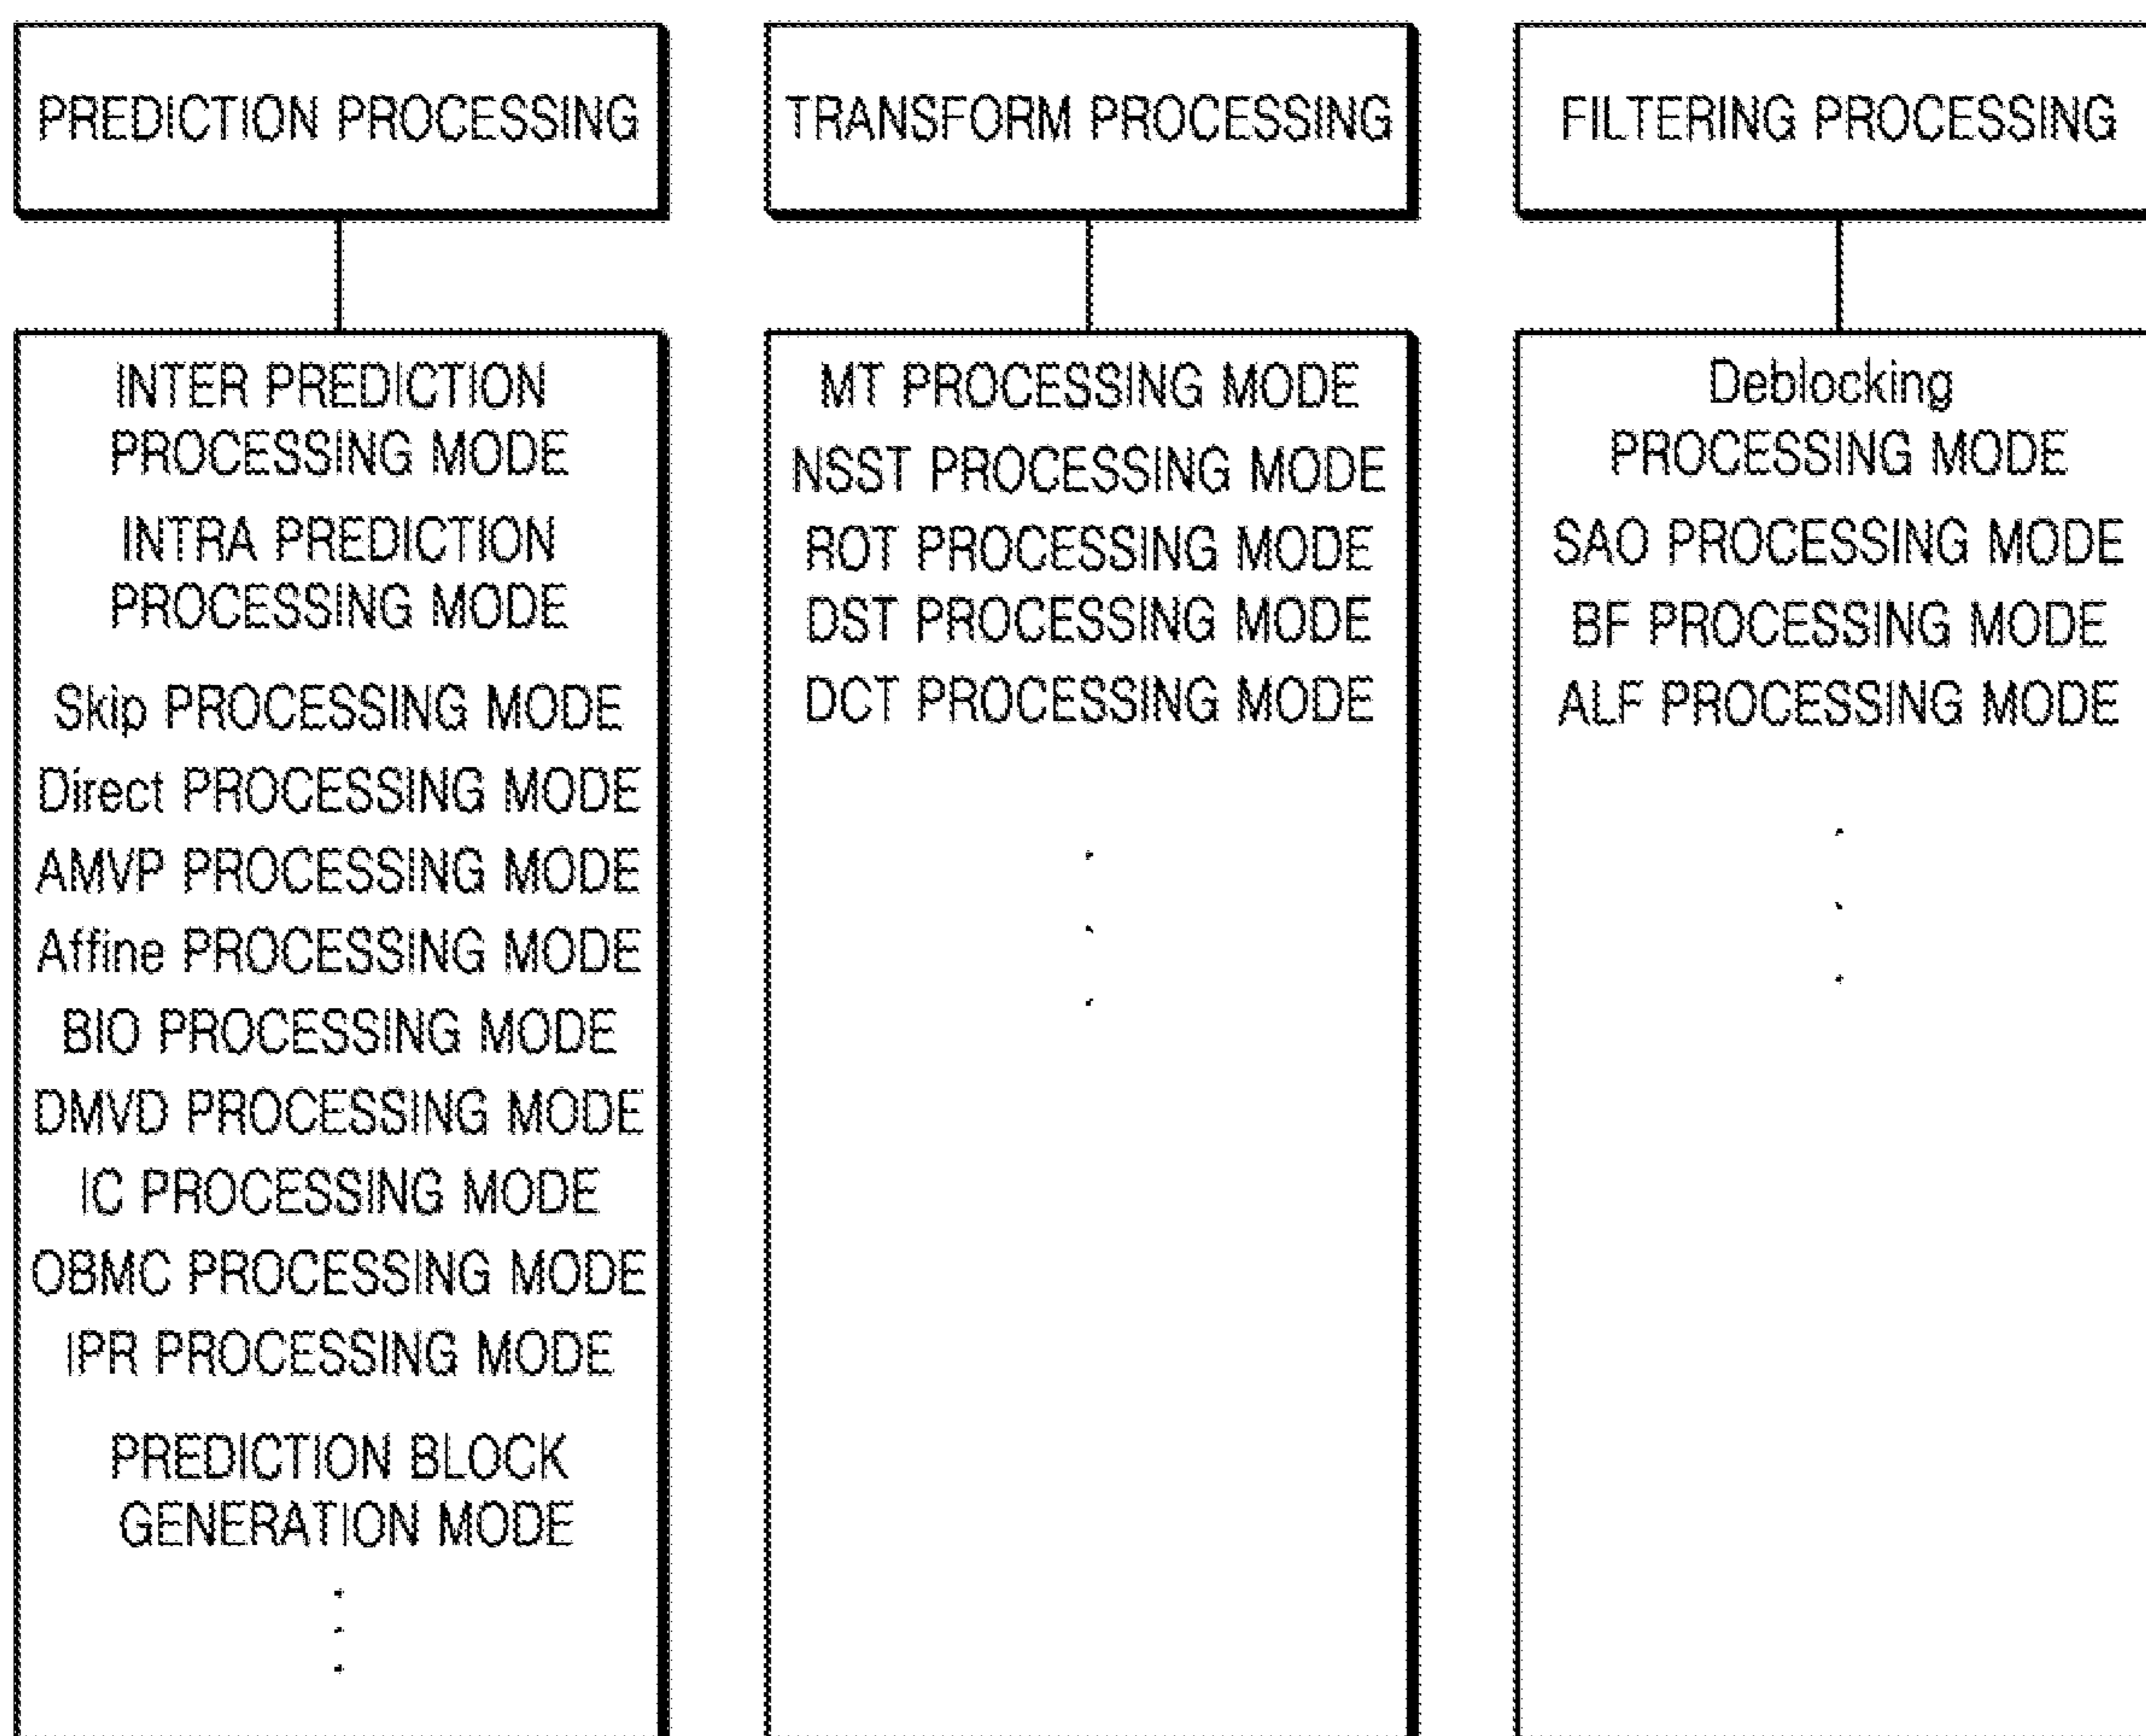 PREDICTION PROCESSING
INTER PREDICTION
PROCESSING MODE
INTRA PREDICTION
PROCESSING MODE
Skip PROCESSING MODE
Direct PROCESSING MODE
AMVP PROCESSING MODE
Affine PROCESSING MODE
BIO PROCESSING MODE
DMVD PROCESSING MODE
IC PROCESSING MODE
OBMC PROCESSING MODE
IPR PROCESSING MODE
PREDICTION BLOCK
GENERATION MODE
TRANSFORM PROCESSING
MT PROCESSING MODE
NSST PROCESSING MODE
ROT PROCESSING MODE
DST PROCESSING MODE
DCT PROCESSING MODE
FILTERING PROCESSING
Deblocking
PROCESSING MODE
SAO PROCESSING MODE
BF PROCESSING MODE
ALF PROCESSING MODE